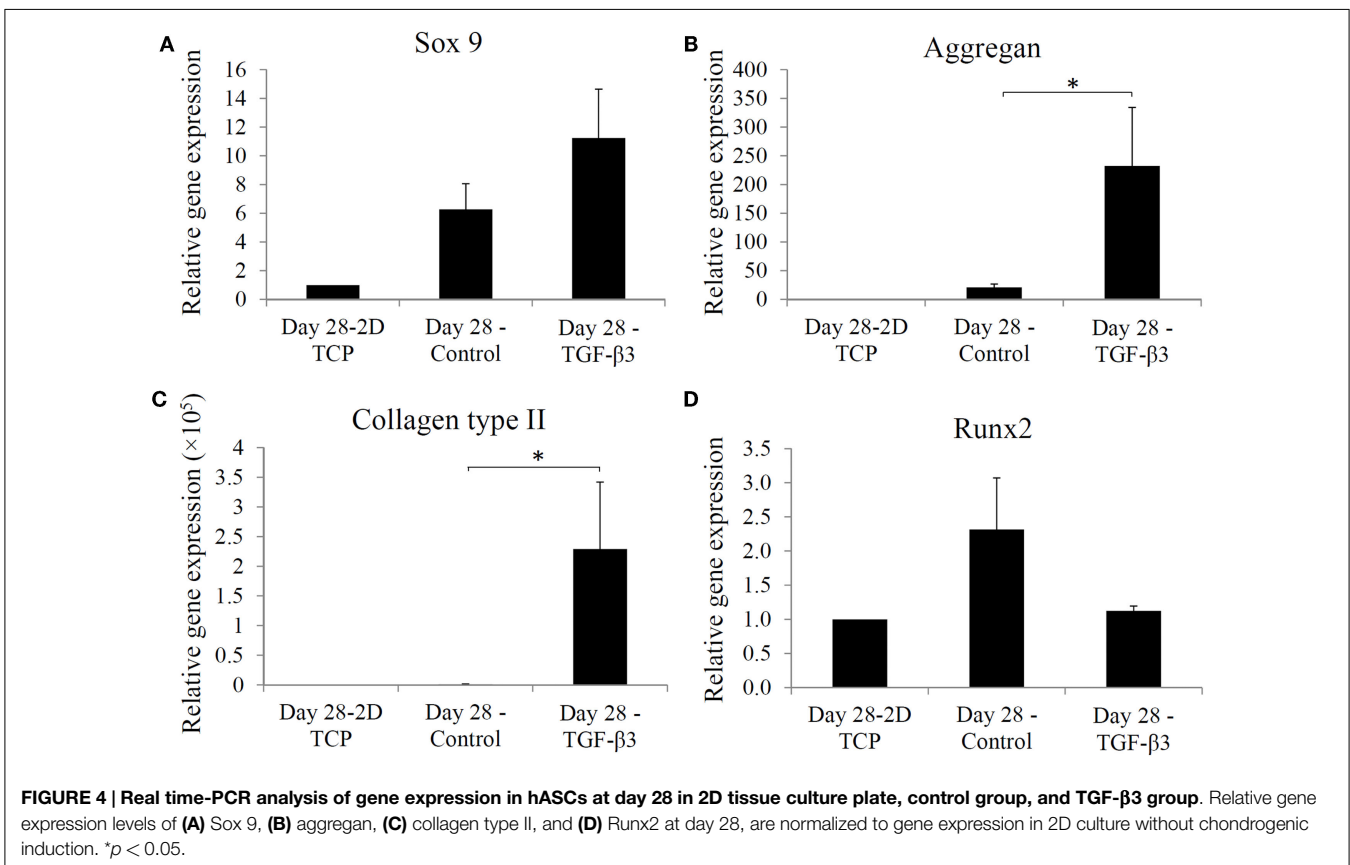 A
Sox 9
Relative gene expression
16
14
12
10
8
6
4
2
0
Day 28-2D
TCP
Day 28 -
Control
Day 28 -
TGF-β3
B
Aggregan
Relative gene expression
400
350
300
250
200
150
100
50
0
*
Day 28-2D
TCP
Day 28 -
Control
Day 28 -
TGF-β3
C
Collagen type II
Relative gene expression (×10⁵)
4
3.5
3
2.5
2
1.5
1
0.5
0
*
Day 28-2D
TCP
Day 28 -
Control
Day 28 -
TGF-β3
D
Runx2
Relative gene expression
3.5
3.0
2.5
2.0
1.5
1.0
0.5
0.0
Day 28-2D
TCP
Day 28 -
Control
Day 28 -
TGF-β3
FIGURE 4 | Real time-PCR analysis of gene expression in hASCs at day 28 in 2D tissue culture plate, control group, and TGF-β3 group. Relative gene
expression levels of (A) Sox 9, (B) aggregan, (C) collagen type II, and (D) Runx2 at day 28, are normalized to gene expression in 2D culture without chondrogenic
induction. *p < 0.05.